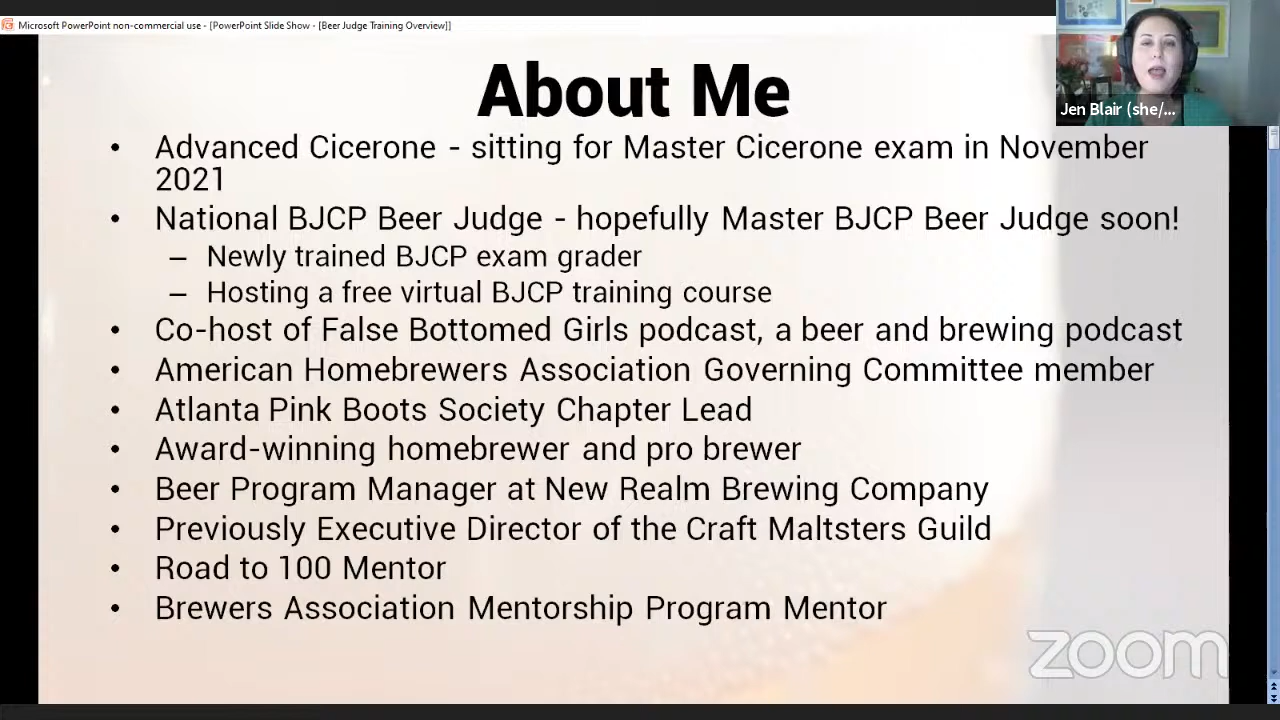 Microsoft PowerPoint non-commercial use - [PowerPoint Slide Show - [Beer Judge Training Overview]]
About Me
Jen Blair (she/...
• Advanced Cicerone - sitting for Master Cicerone exam in November
2021
• National BJCP Beer Judge - hopefully Master BJCP Beer Judge soon!
– Newly trained BJCP exam grader
– Hosting a free virtual BJCP training course
• Co-host of False Bottomed Girls podcast, a beer and brewing podcast
• American Homebrewers Association Governing Committee member
• Atlanta Pink Boots Society Chapter Lead
• Award-winning homebrewer and pro brewer
• Beer Program Manager at New Realm Brewing Company
• Previously Executive Director of the Craft Maltsters Guild
• Road to 100 Mentor
• Brewers Association Mentorship Program Mentor
zoom